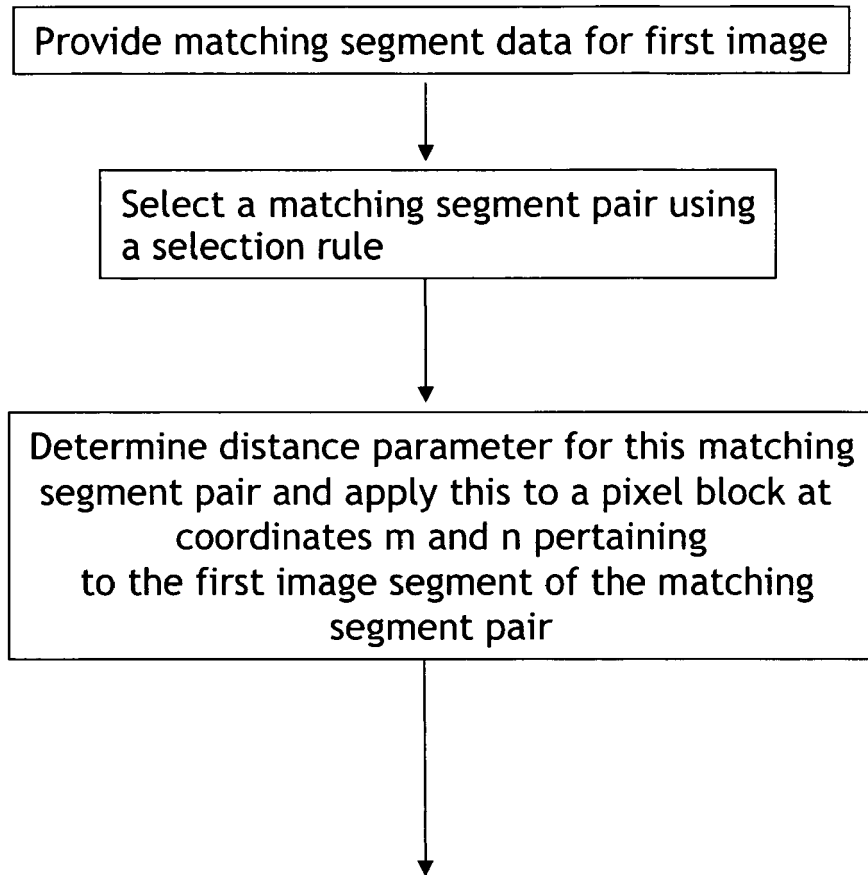 Provide matching segment data for first image
Select a matching segment pair using
a selection rule
Determine distance parameter for this matching
segment pair and apply this to a pixel block at
coordinates m and n pertaining
to the first image segment of the matching
segment pair